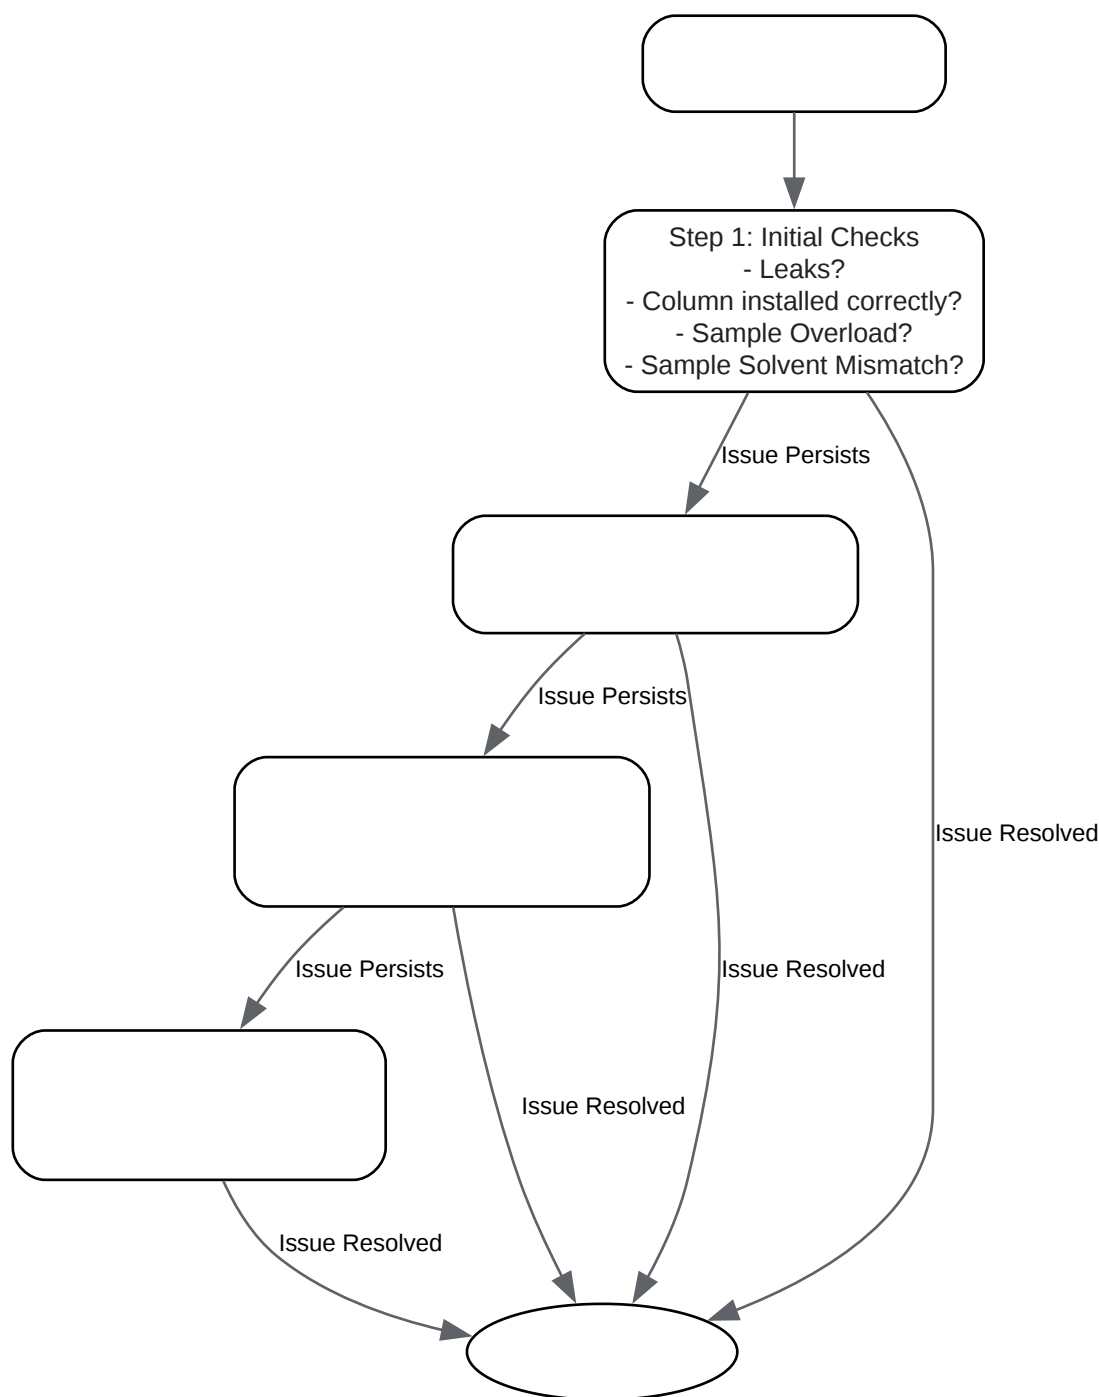 Step 1: Initial Checks
- Leaks?
- Column installed correctly?
- Sample Overload?
- Sample Solvent Mismatch?
Issue Persists
Issue Persists
Issue Resolved
Issue Persists
Issue Resolved
Issue Resolved
Issue Resolved